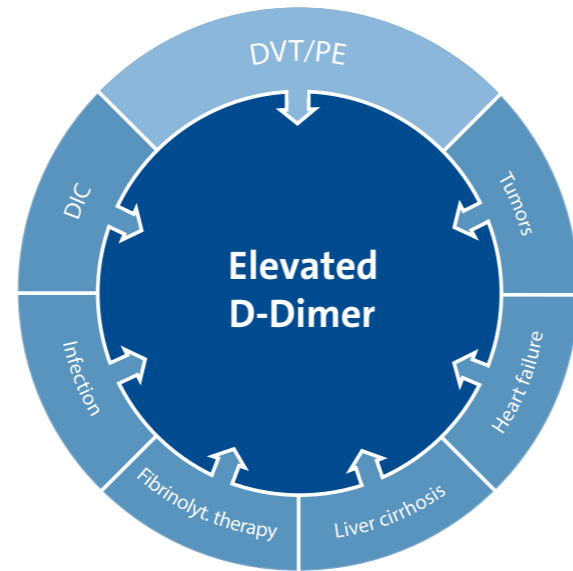 DVT/PE
Tumors
Heart failure
Liver cirrhosis
Fibrinolyt. therapy
Infection
DIC
Elevated
D-Dimer